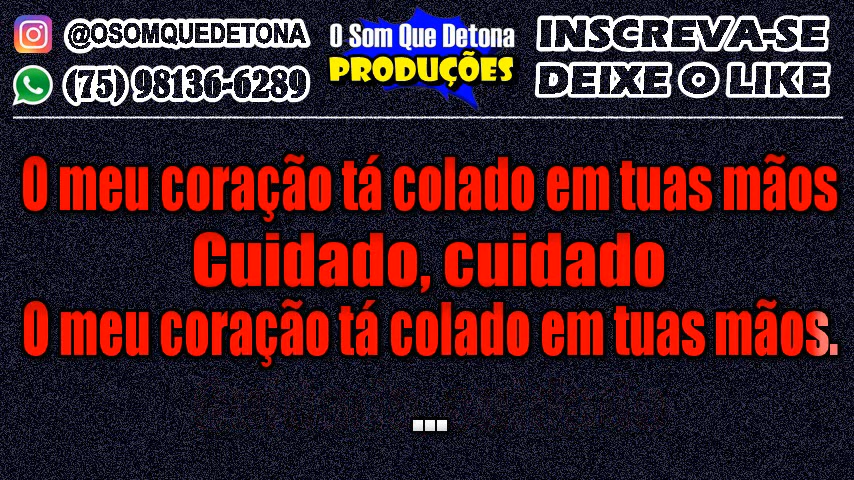 @OSOMQUEDETONA
(75) 98136-6289
O Som Que Detona
PRODUÇÕES
INSCREVA-SE
DEIXE O LIKE
O meu coração tá colado em tuas mãos
Cuidado, cuidado
O meu coração tá colado em tuas mãos.
...